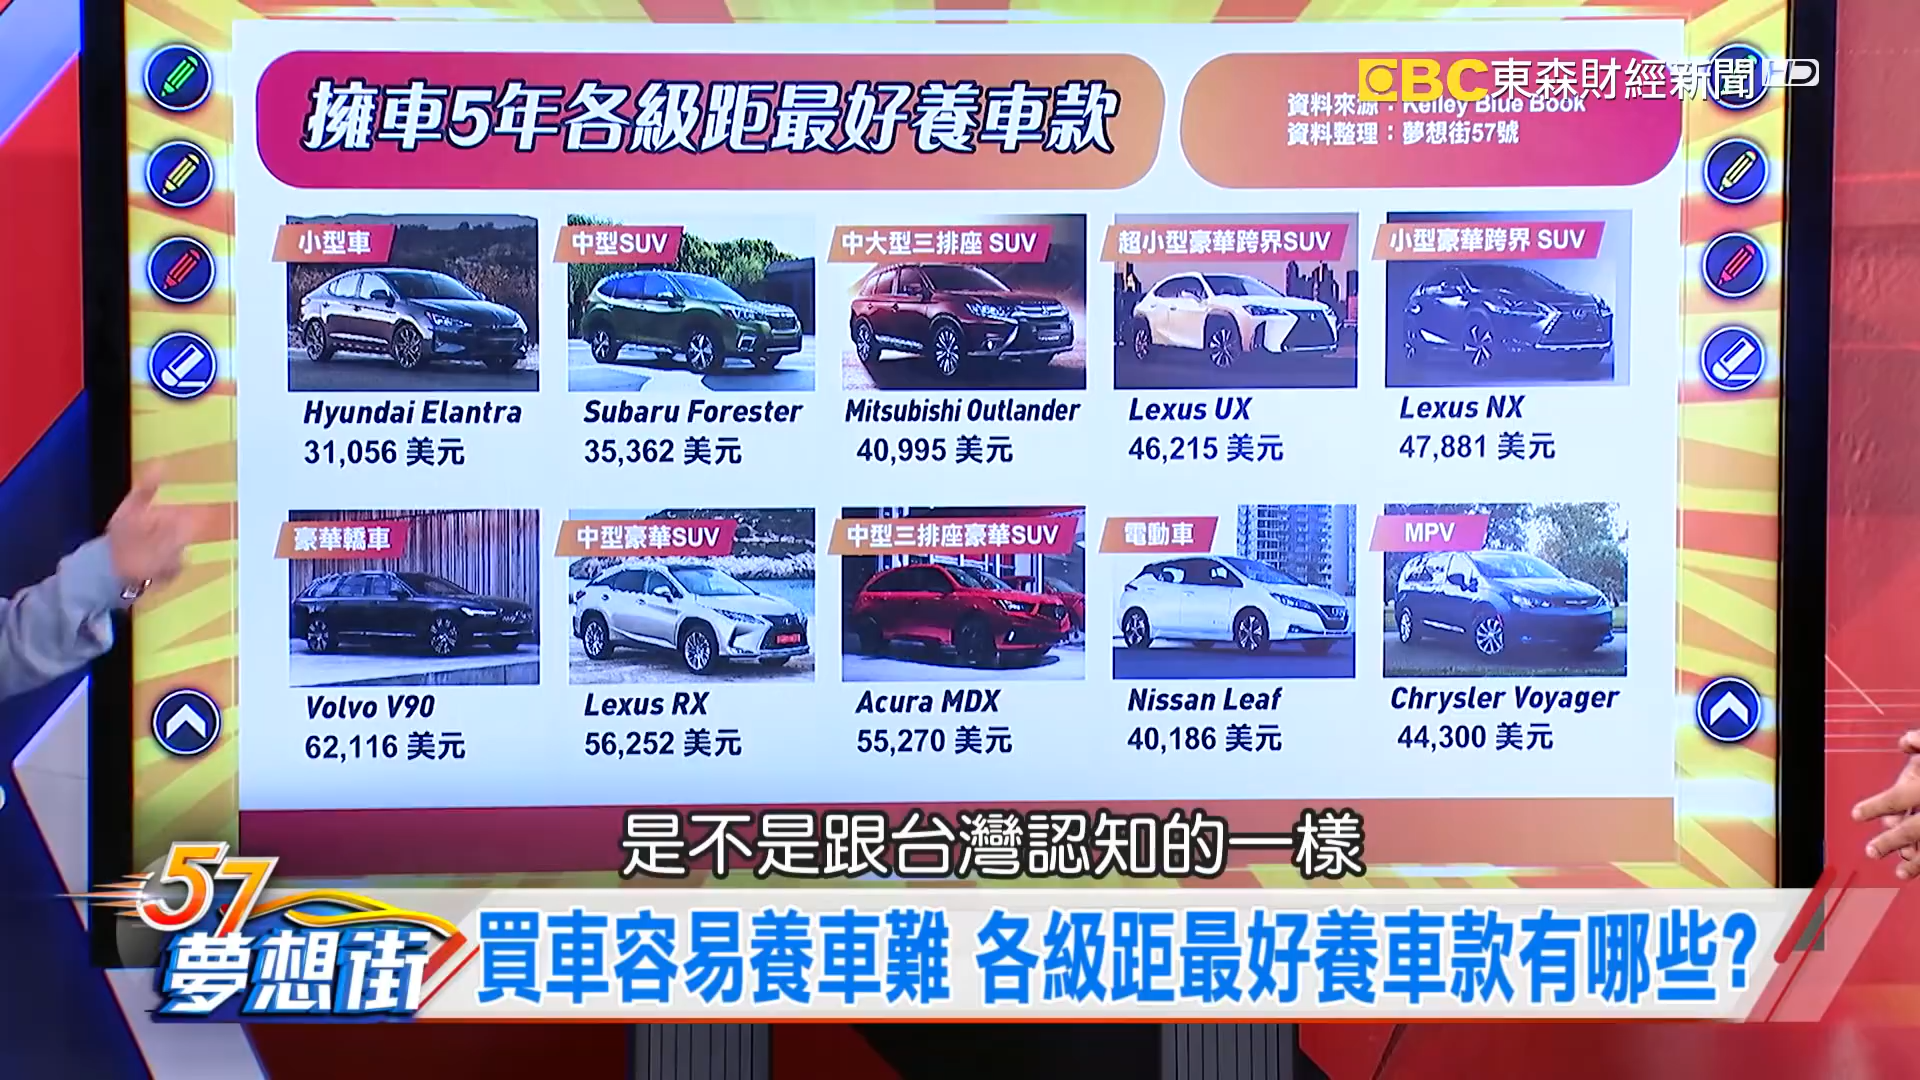 擁車5年各級距最好養車款
EBC東森財經新聞 HD
資料來源：Kelley Blue Book
資料整理：夢想街57號
小型車
中型SUV
中大型三排座 SUV
超小型豪華跨界SUV
小型豪華跨界 SUV
Hyundai Elantra
31,056 美元
Subaru Forester
35,362 美元
Mitsubishi Outlander
40,995 美元
Lexus UX
46,215 美元
Lexus NX
47,881 美元
豪華轎車
中型豪華SUV
中型三排座豪華SUV
電動車
MPV
Volvo V90
62,116 美元
Lexus RX
56,252 美元
Acura MDX
55,270 美元
Nissan Leaf
40,186 美元
Chrysler Voyager
44,300 美元
是不是跟台灣認知的一樣
57夢想街
買車容易養車難 各級距最好養車款有哪些?